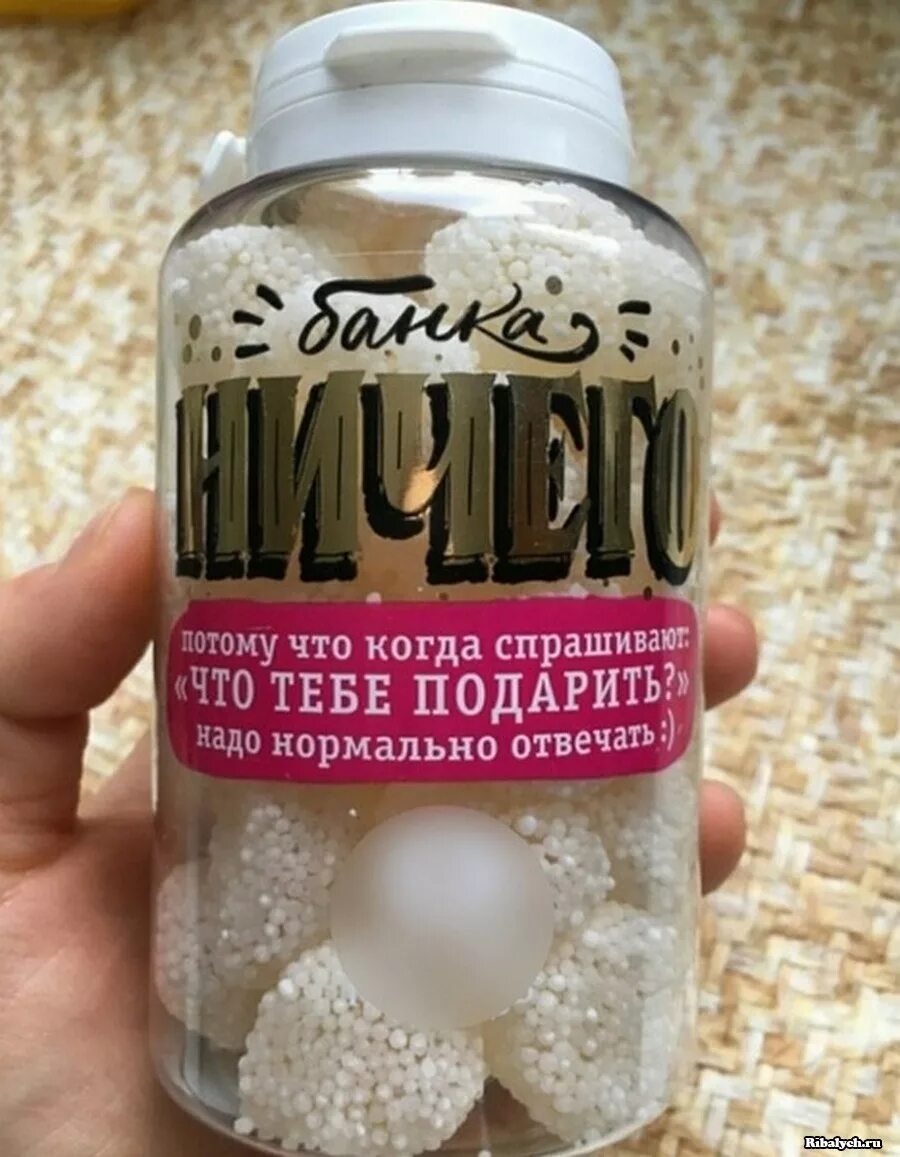 банка
НИЧЕГО
потому что когда спрашивают:
«ЧТО ТЕБЕ ПОДАРИТЬ?»
надо нормально отвечать :)
Ribalych.ru